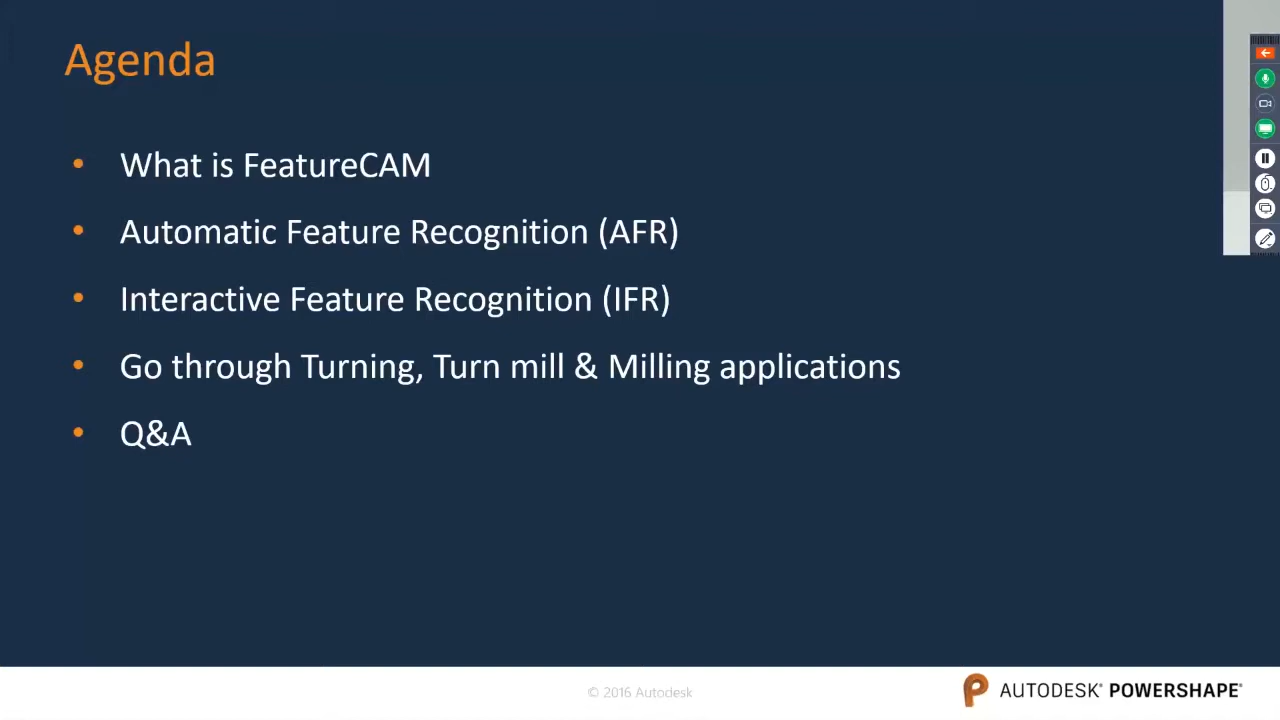 Agenda
• What is FeatureCAM
• Automatic Feature Recognition (AFR)
• Interactive Feature Recognition (IFR)
• Go through Turning, Turn mill & Milling applications
• Q&A
© 2016 Autodesk
AUTODESK® POWERSHAPE®